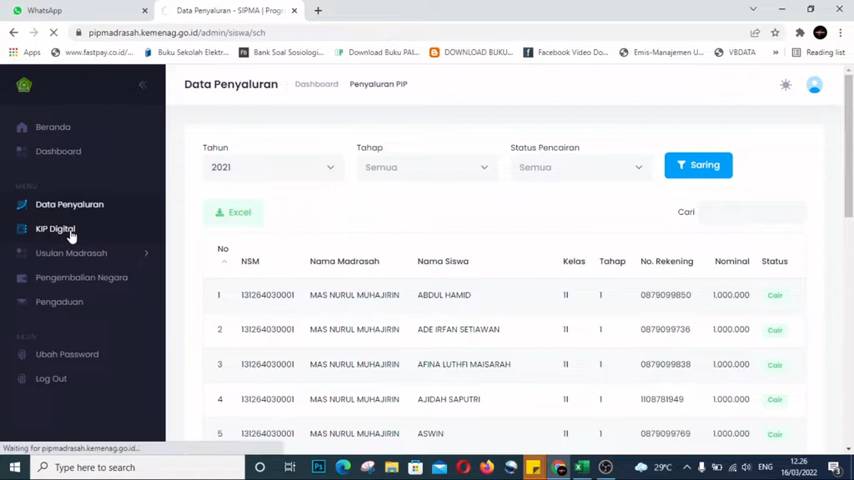 WhatsApp
Data Penyaluran - SIPMA | Progr
pipmadrasah.kemenag.go.id/admin/siswa/sch
Apps
www.fastpay.co.id/...
Buku Sekolah Elektr...
Bank Soal Sosiologi...
Download Buku PAI...
DOWNLOAD BUKU...
Facebook Video Do...
Emis-Manajemen U...
VBDATA
Reading list
Data Penyaluran
Dashboard
Penyaluran PIP
Beranda
Dashboard
MENU
Data Penyaluran
KIP Digital
Usulan Madrasah
Pengembalian Negara
Pengaduan
AKUN
Ubah Password
Log Out
Tahun
Tahap
Status Pencairan
2021
Semua
Semua
Saring
Excel
Cari
No NSM Nama Madrasah Nama Siswa Kelas Tahap No. Rekening Nominal Status
1 131264030001 MAS NURUL MUHAJIRIN ABDUL HAMID 11 1 0879099850 1.000.000 Cair
2 131264030001 MAS NURUL MUHAJIRIN ADE IRFAN SETIAWAN 11 1 0879099736 1.000.000 Cair
3 131264030001 MAS NURUL MUHAJIRIN AFINA LUTHFI MAISARAH 11 1 0879099838 1.000.000 Cair
4 131264030001 MAS NURUL MUHAJIRIN AJIDAH SAPUTRI 11 1 1108781949 1.000.000 Cair
5 131264030001 MAS NURUL MUHAJIRIN ASWIN 11 1 0879099769 1.000.000 Cair
Waiting for pipmadrasah.kemenag.go.id...
Type here to search
29°C
ENG
12.26
16/03/2022